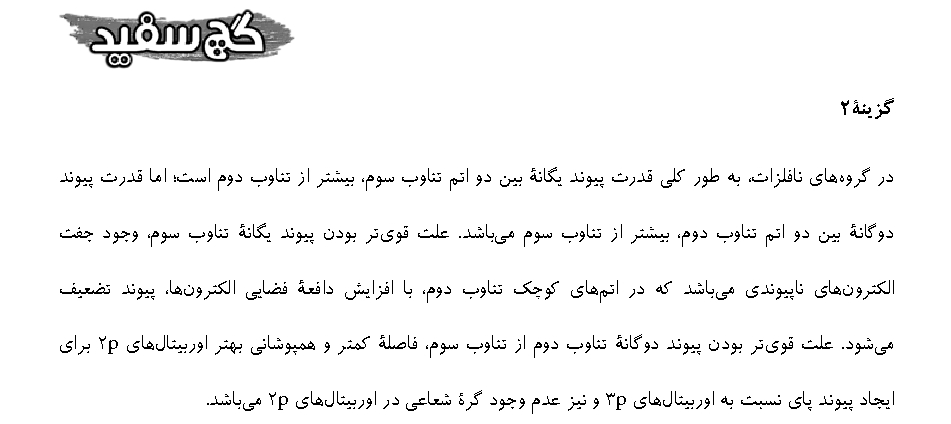 گچ سفید
گزینهٔ ۲
در گروه‌های نافلزات، به طور کلی قدرت پیوند یگانهٔ بین دو اتم تناوب سوم، بیشتر از تناوب دوم است؛ اما قدرت پیوند
دوگانهٔ بین دو اتم تناوب دوم، بیشتر از تناوب سوم می‌باشد. علت قوی‌تر بودن پیوند یگانهٔ تناوب سوم، وجود جفت
الکترون‌های ناپیوندی می‌باشد که در اتم‌های کوچک تناوب دوم، با افزایش دافعهٔ فضایی الکترون‌ها، پیوند تضعیف
می‌شود. علت قوی‌تر بودن پیوند دوگانهٔ تناوب دوم از تناوب سوم، فاصلهٔ کمتر و همپوشانی بهتر اوربیتال‌های ۲p برای
ایجاد پیوند پای نسبت به اوربیتال‌های ۳p و نیز عدم وجود گرهٔ شعاعی در اوربیتال‌های ۲p می‌باشد.